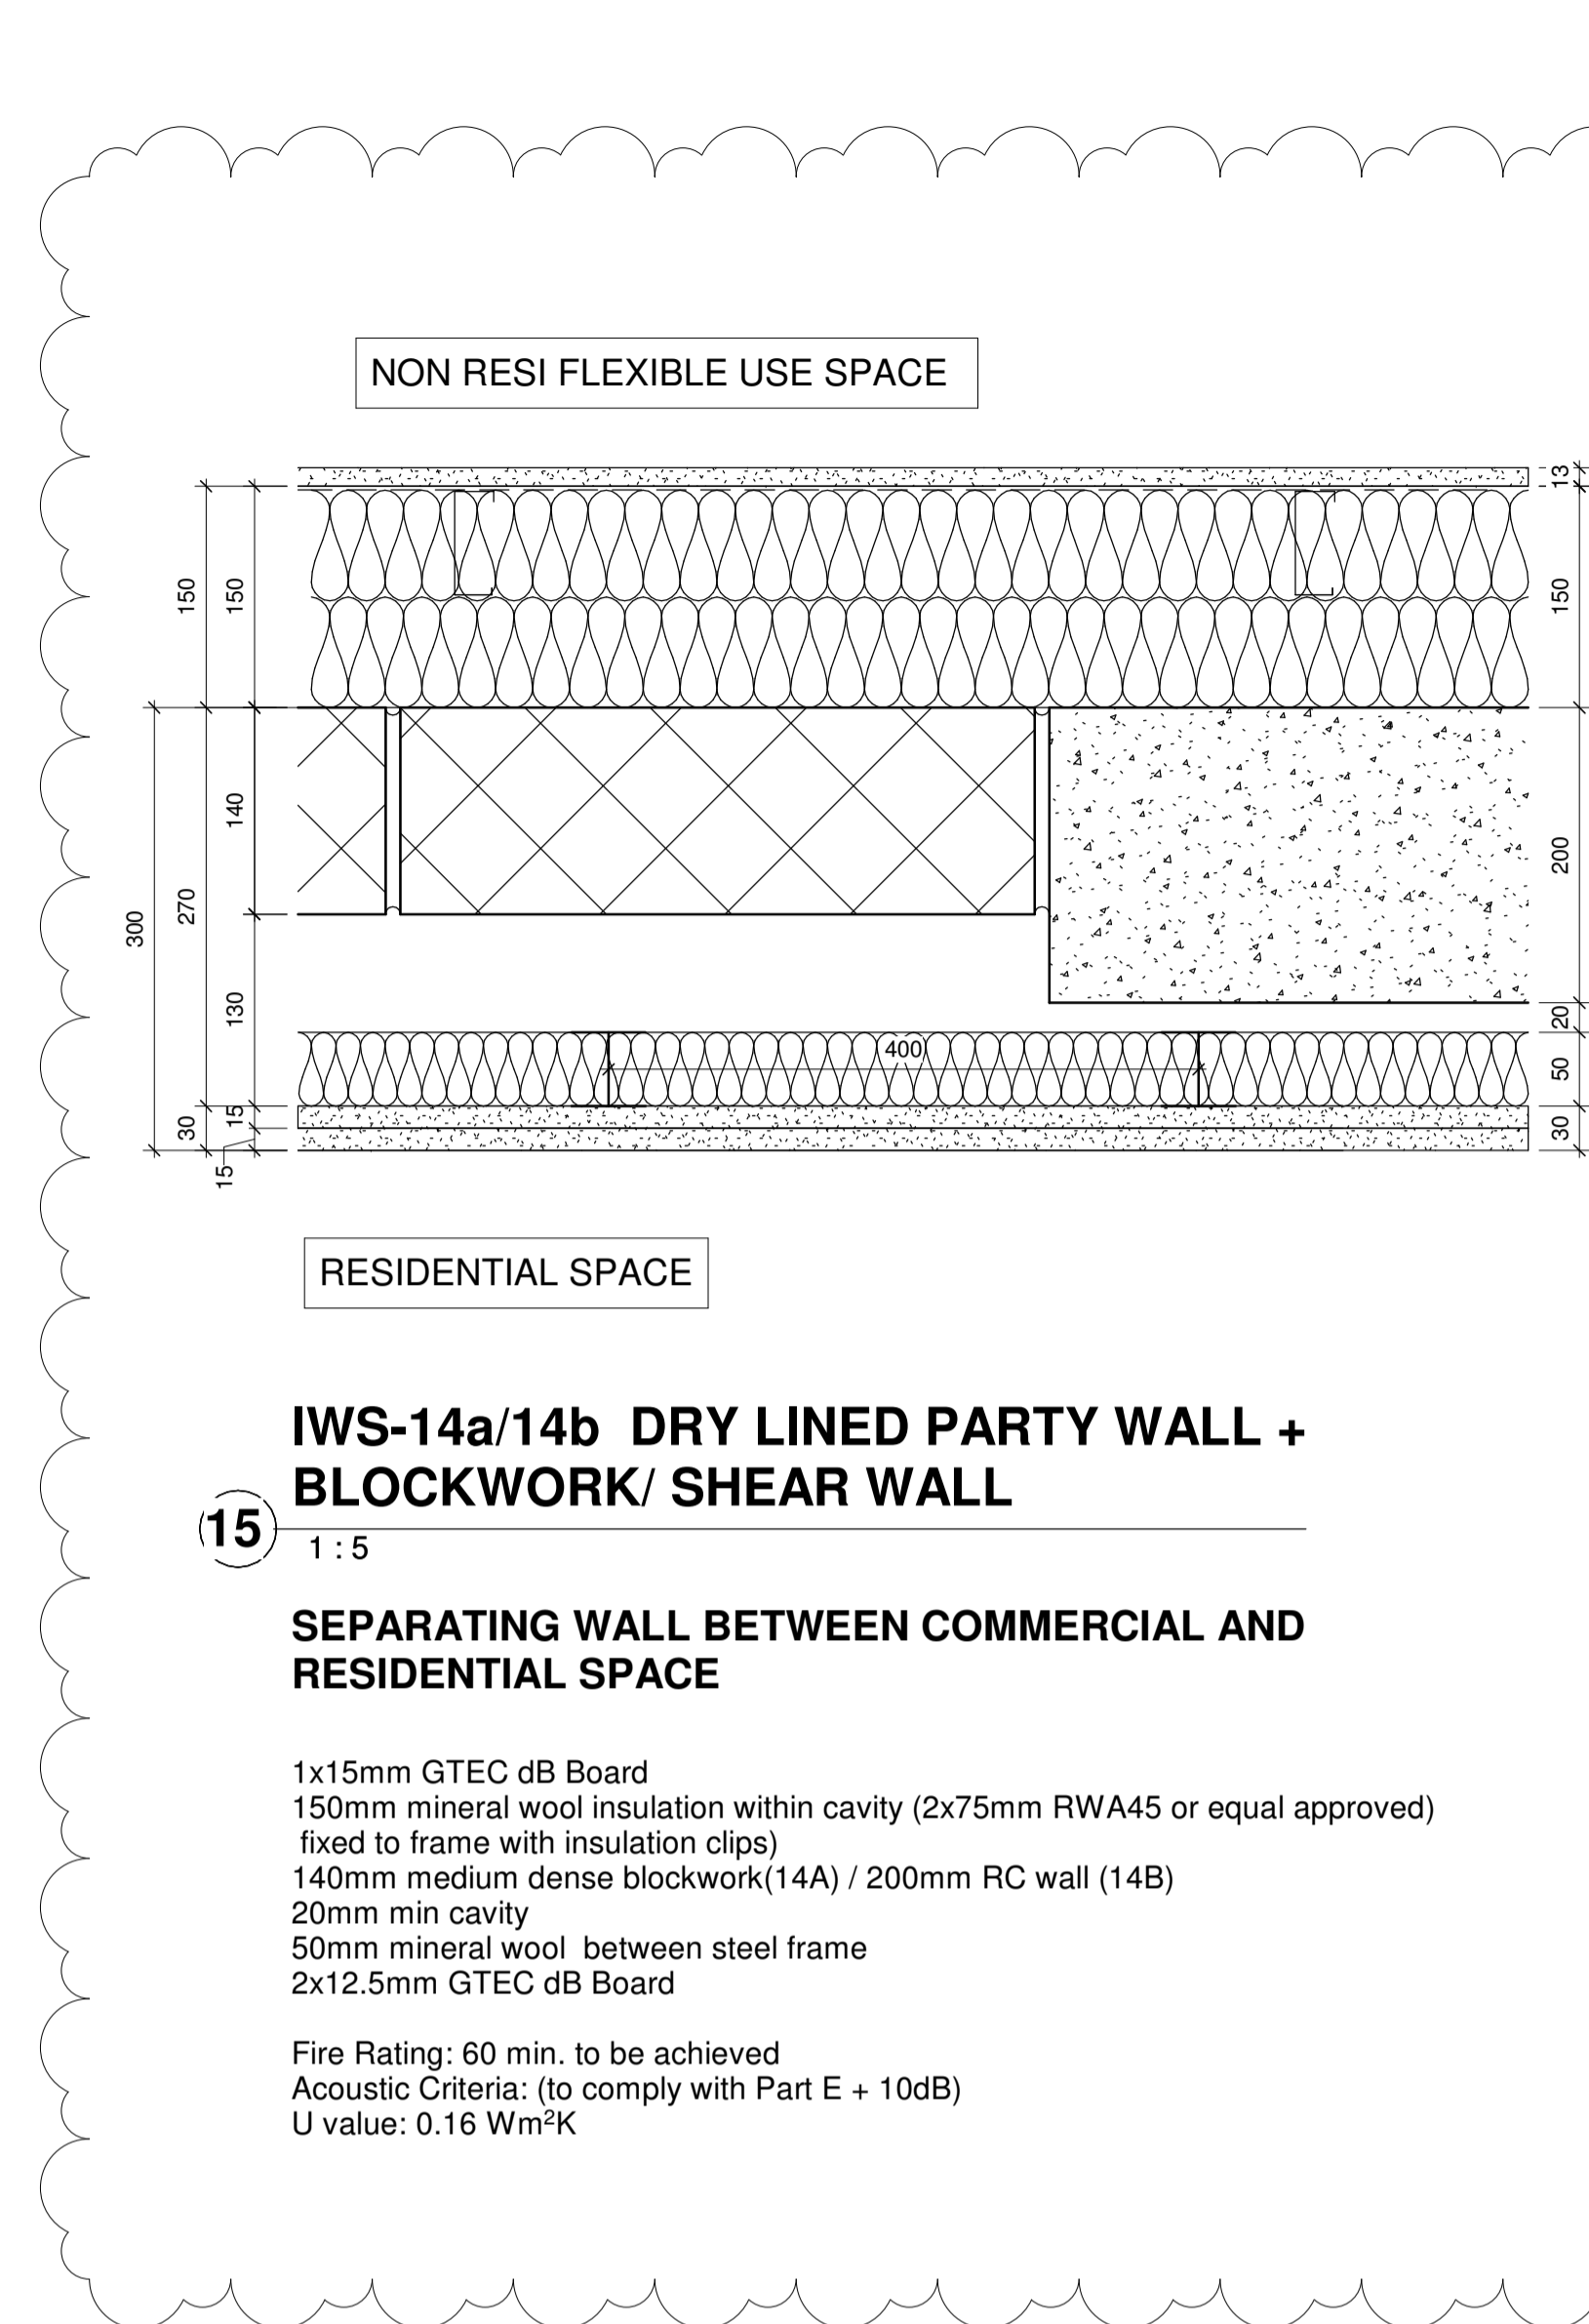 NON RESI FLEXIBLE USE SPACE
13
150
150
150
140
200
270
300
130
20
400
50
15
30
30
15
RESIDENTIAL SPACE
IWS-14a/14b DRY LINED PARTY WALL +
BLOCKWORK/ SHEAR WALL
15
1 : 5
SEPARATING WALL BETWEEN COMMERCIAL AND
RESIDENTIAL SPACE
1x15mm GTEC dB Board
150mm mineral wool insulation within cavity (2x75mm RWA45 or equal approved)
fixed to frame with insulation clips)
140mm medium dense blockwork(14A) / 200mm RC wall (14B)
20mm min cavity
50mm mineral wool between steel frame
2x12.5mm GTEC dB Board
Fire Rating: 60 min. to be achieved
Acoustic Criteria: (to comply with Part E + 10dB)
U value: 0.16 Wm²K